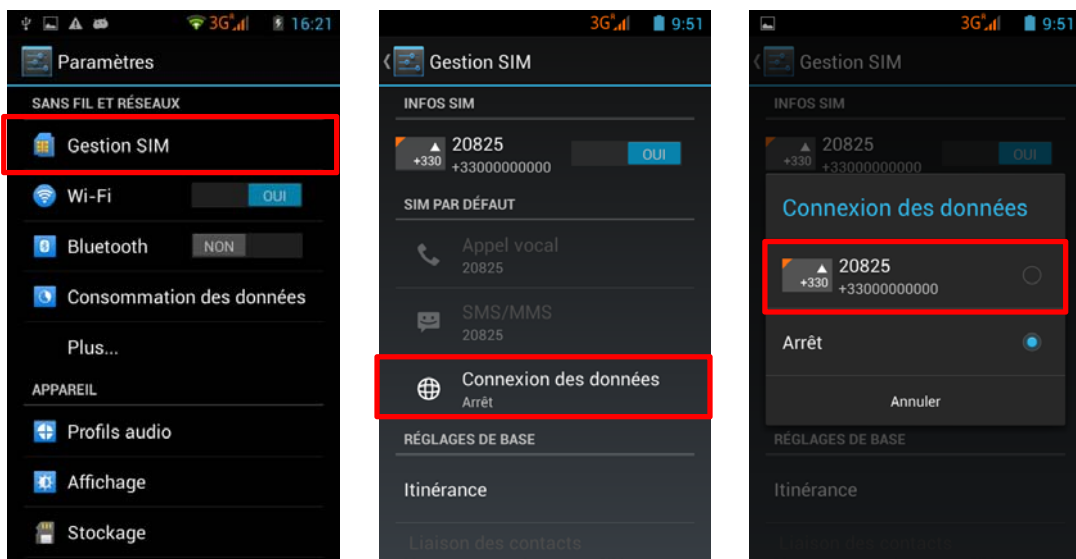 3G 16:21
Paramètres
SANS FIL ET RÉSEAUX
Gestion SIM
Wi-Fi OUI
Bluetooth NON
Consommation des données
Plus...
APPAREIL
Profils audio
Affichage
Stockage
3G 9:51
Gestion SIM
INFOS SIM
20825
+330 +33000000000 OUI
SIM PAR DÉFAUT
Appel vocal
20825
SMS/MMS
20825
Connexion des données
Arrêt
RÉGLAGES DE BASE
Itinérance
Liaison des contacts
3G 9:51
Gestion SIM
INFOS SIM
20825
+330 +33000000000 OUI
Connexion des données
20825
+330 +33000000000
Arrêt
Annuler
RÉGLAGES DE BASE
Itinérance
Liaison des contacts